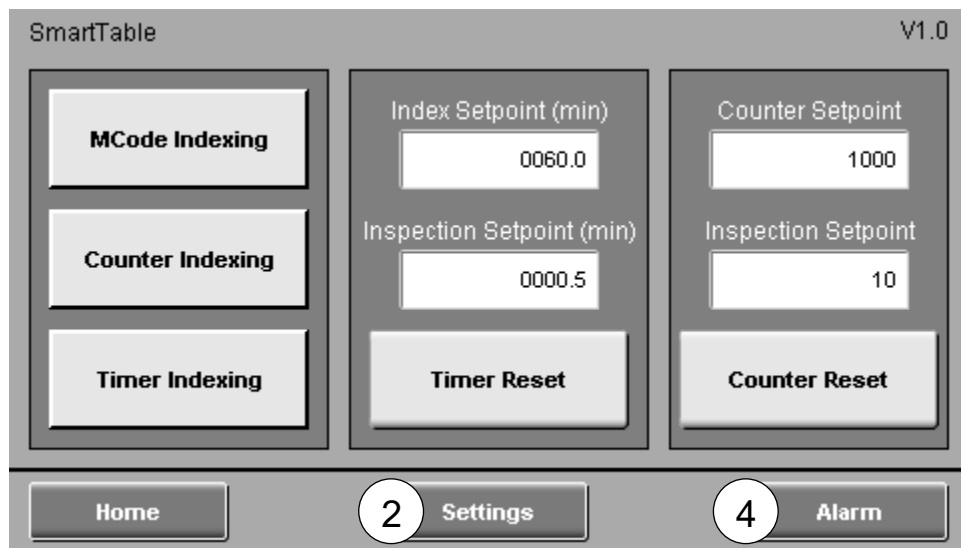 SmartTable
V1.0
MCode Indexing
Counter Indexing
Timer Indexing
Index Setpoint (min)
0060.0
Inspection Setpoint (min)
0000.5
Timer Reset
Counter Setpoint
1000
Inspection Setpoint
10
Counter Reset
Home
2
Settings
4
Alarm